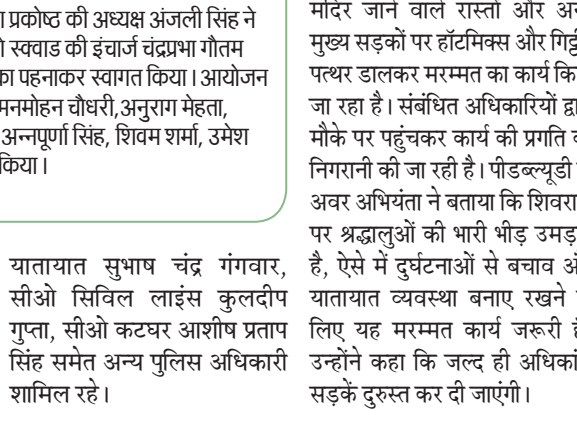 प्रकोष्ठ की अध्यक्ष अंजली सिंह ने
स्क्वाड की इंचार्ज चंद्रप्रभा गौतम
का पहनाकर स्वागत किया। आयोजन
मनमोहन चौधरी,अनुराग मेहता,
अन्नपूर्णा सिंह, शिवम शर्मा, उमेश
किया।
यातायात सुभाष चंद्र गंगवार,
सीओ सिविल लाइंस कुलदीप
गुप्ता, सीओ कटघर आशीष प्रताप
सिंह समेत अन्य पुलिस अधिकारी
शामिल रहे।
मंदिर जाने वाले रास्तों और
मुख्य सड़कों पर हॉटमिक्स और
पत्थर डालकर मरम्मत का कार्य
जा रहा है। संबंधित अधिकारियों
मौके पर पहुंचकर कार्य की प्रगति
निगरानी की जा रही है। पीडब्ल्यूडी
अवर अभियंता ने बताया कि
पर श्रद्धालुओं की भारी भीड़
है, ऐसे में दुर्घटनाओं से बचाव
यातायात व्यवस्था बनाए रखने
लिए यह मरम्मत कार्य जरूरी
उन्होंने कहा कि जल्द ही
सड़कें दुरुस्त कर दी जाएंगी।